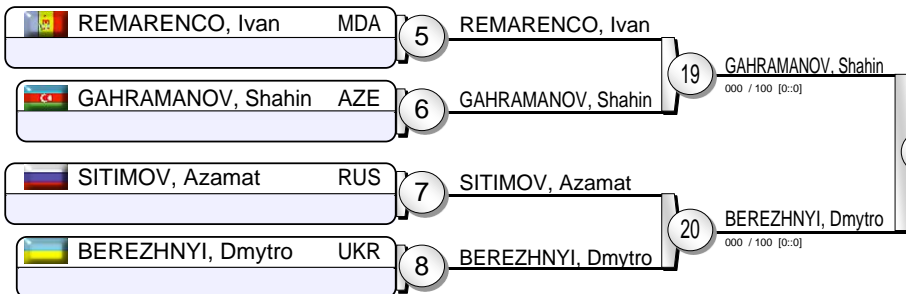 REMARENCO, Ivan MDA
5
REMARENCO, Ivan
19
GAHRAMANOV, Shahin
000 / 100 [0::0]
GAHRAMANOV, Shahin AZE
6
GAHRAMANOV, Shahin
SITIMOV, Azamat RUS
7
SITIMOV, Azamat
20
BEREZHNYI, Dmytro
000 / 100 [0::0]
BEREZHNYI, Dmytro UKR
8
BEREZHNYI, Dmytro